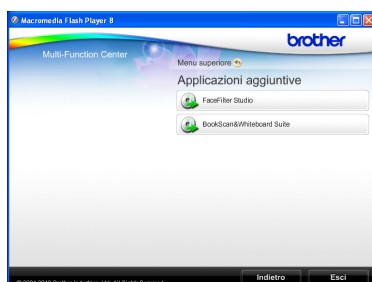 Macromedia Flash Player 8
brother
Multi-Function Center
Menu superiore
Applicazioni aggiuntive
FaceFilter Studio
BookScan&Whiteboard Suite
Indietro
Esci